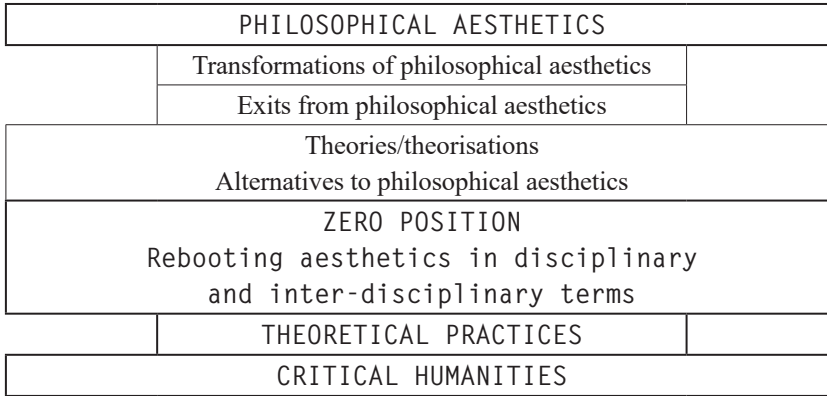 PHILOSOPHICAL AESTHETICS
Transformations of philosophical aesthetics
Exits from philosophical aesthetics
Theories/theorisations
Alternatives to philosophical aesthetics
ZERO POSITION
Rebooting aesthetics in disciplinary
and inter-disciplinary terms
THEORETICAL PRACTICES
CRITICAL HUMANITIES